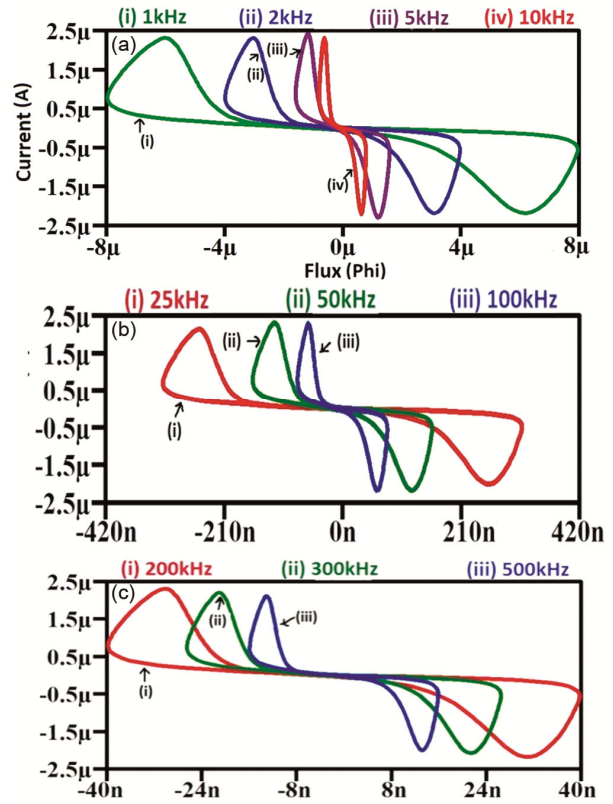 (i) 1kHz (ii) 2kHz (iii) 5kHz (iv) 10kHz
(a)
2.5μ
1.5μ
0.5μ
-0.5μ
-1.5μ
-2.5μ
Current (A)
(i)
(ii)
(iii)
(iv)
-8μ -4μ 0μ 4μ 8μ
Flux (Phi)
(i) 25kHz (ii) 50kHz (iii) 100kHz
(b)
2.5μ
1.5μ
0.5μ
-0.5μ
-1.5μ
-2.5μ
(i)
(ii)
(iii)
-420n -210n 0n 210n 420n
(i) 200kHz (ii) 300kHz (iii) 500kHz
(c)
2.5μ
1.5μ
0.5μ
-0.5μ
-1.5μ
-2.5μ
(i)
(ii)
(iii)
-40n -24n -8n 8n 24n 40n